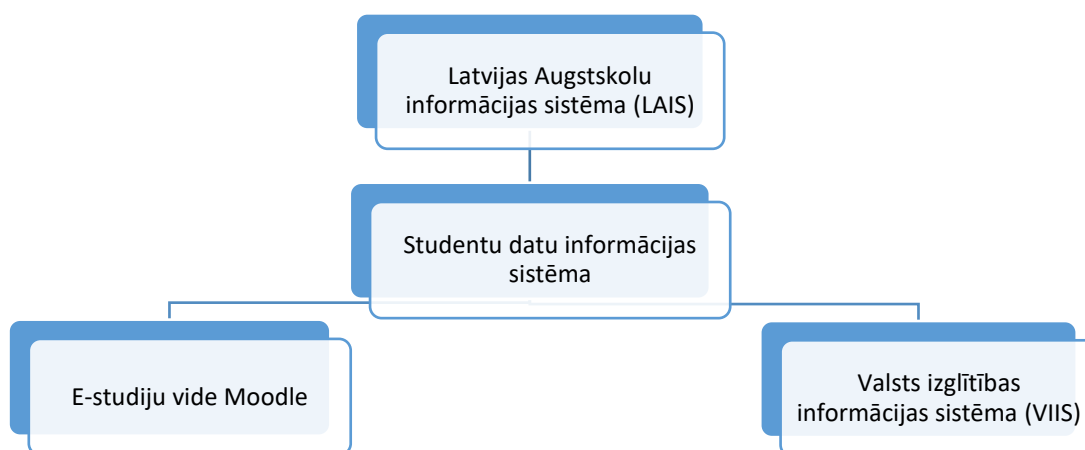 Latvijas Augstskolu
informācijas sistēma (LAIS)
Studentu datu informācijas
sistēma
E-studiju vide Moodle
Valsts izglītības
informācijas sistēma (VIIS)